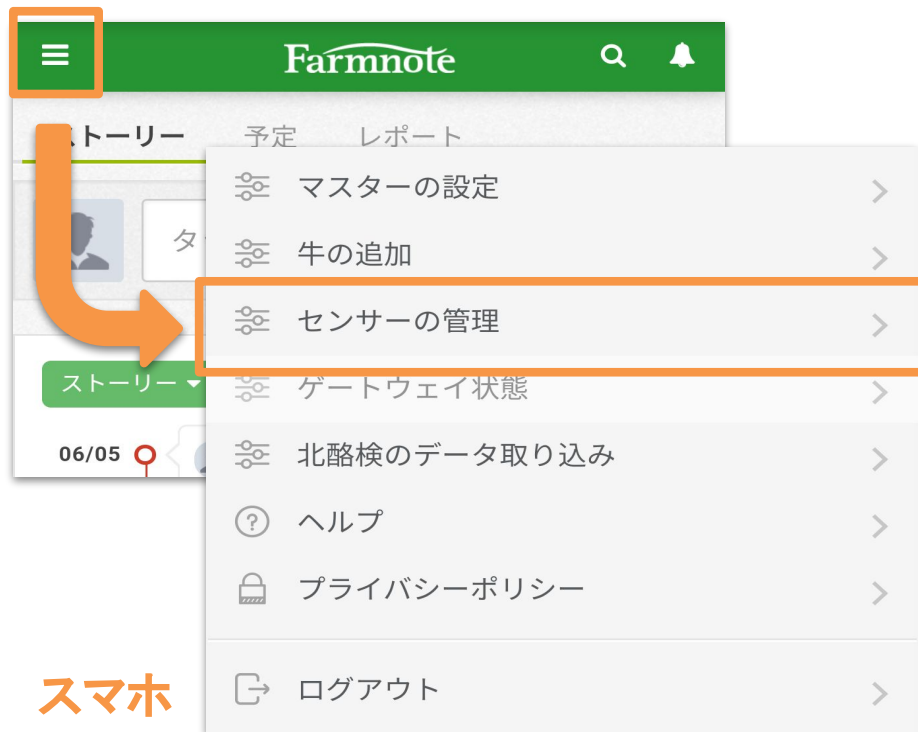 Farmnote
ストーリー 予定 レポート
マスターの設定
タ
牛の追加
センサーの管理
ストーリー
ゲートウェイ状態
06/05
北酪検のデータ取り込み
ヘルプ
プライバシーポリシー
スマホ
ログアウト